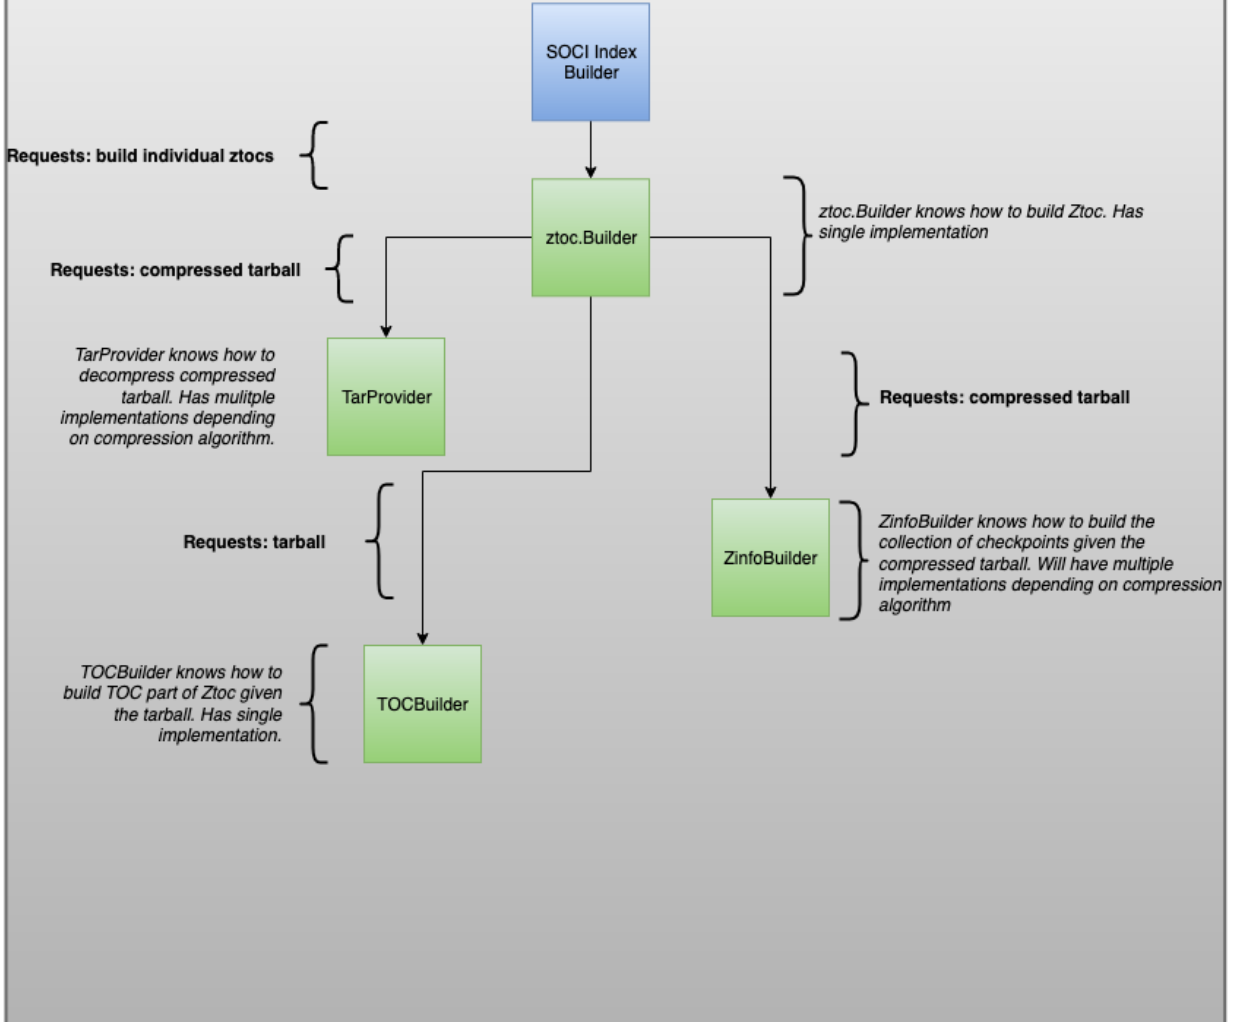 SOCI Index
Builder
Requests: build individual ztocs
ztoc.Builder knows how to build Ztoc. Has
single implementation
ztoc.Builder
Requests: compressed tarball
TarProvider knows how to
decompress compressed
tarball. Has mulitple
implementations depending
on compression algorithm.
TarProvider
Requests: compressed tarball
Requests: tarball
ZinfoBuilder
ZinfoBuilder knows how to build the
collection of checkpoints given the
compressed tarball. Will have multiple
implementations depending on compression
algorithm
TOCBuilder knows how to
build TOC part of Ztoc given
the tarball. Has single
implementation.
TOCBuilder